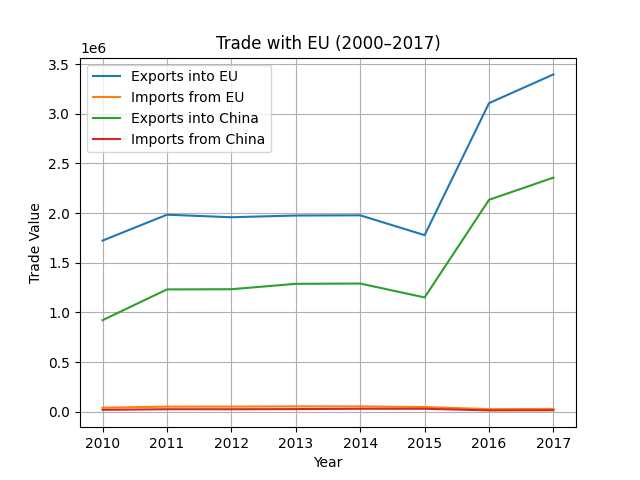 Trade with EU (2000–2017)
1e6
Exports into EU
Imports from EU
Exports into China
Imports from China
3.5
3.0
2.5
2.0
1.5
1.0
0.5
0.0
Trade Value
2010 2011 2012 2013 2014 2015 2016 2017
Year